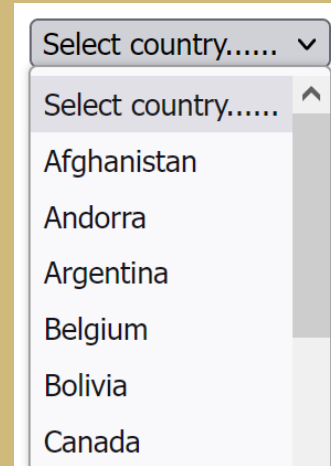 Select country......
Select country......
Afghanistan
Andorra
Argentina
Belgium
Bolivia
Canada